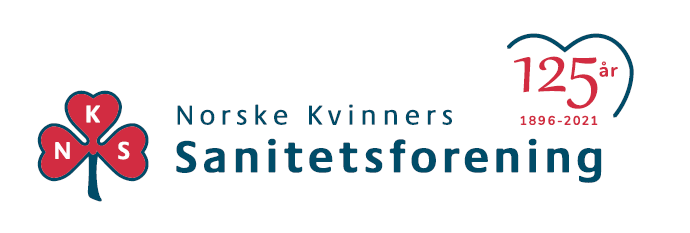 K
N S
Norske Kvinners
Sanitetsforening
125 år
1896-2021